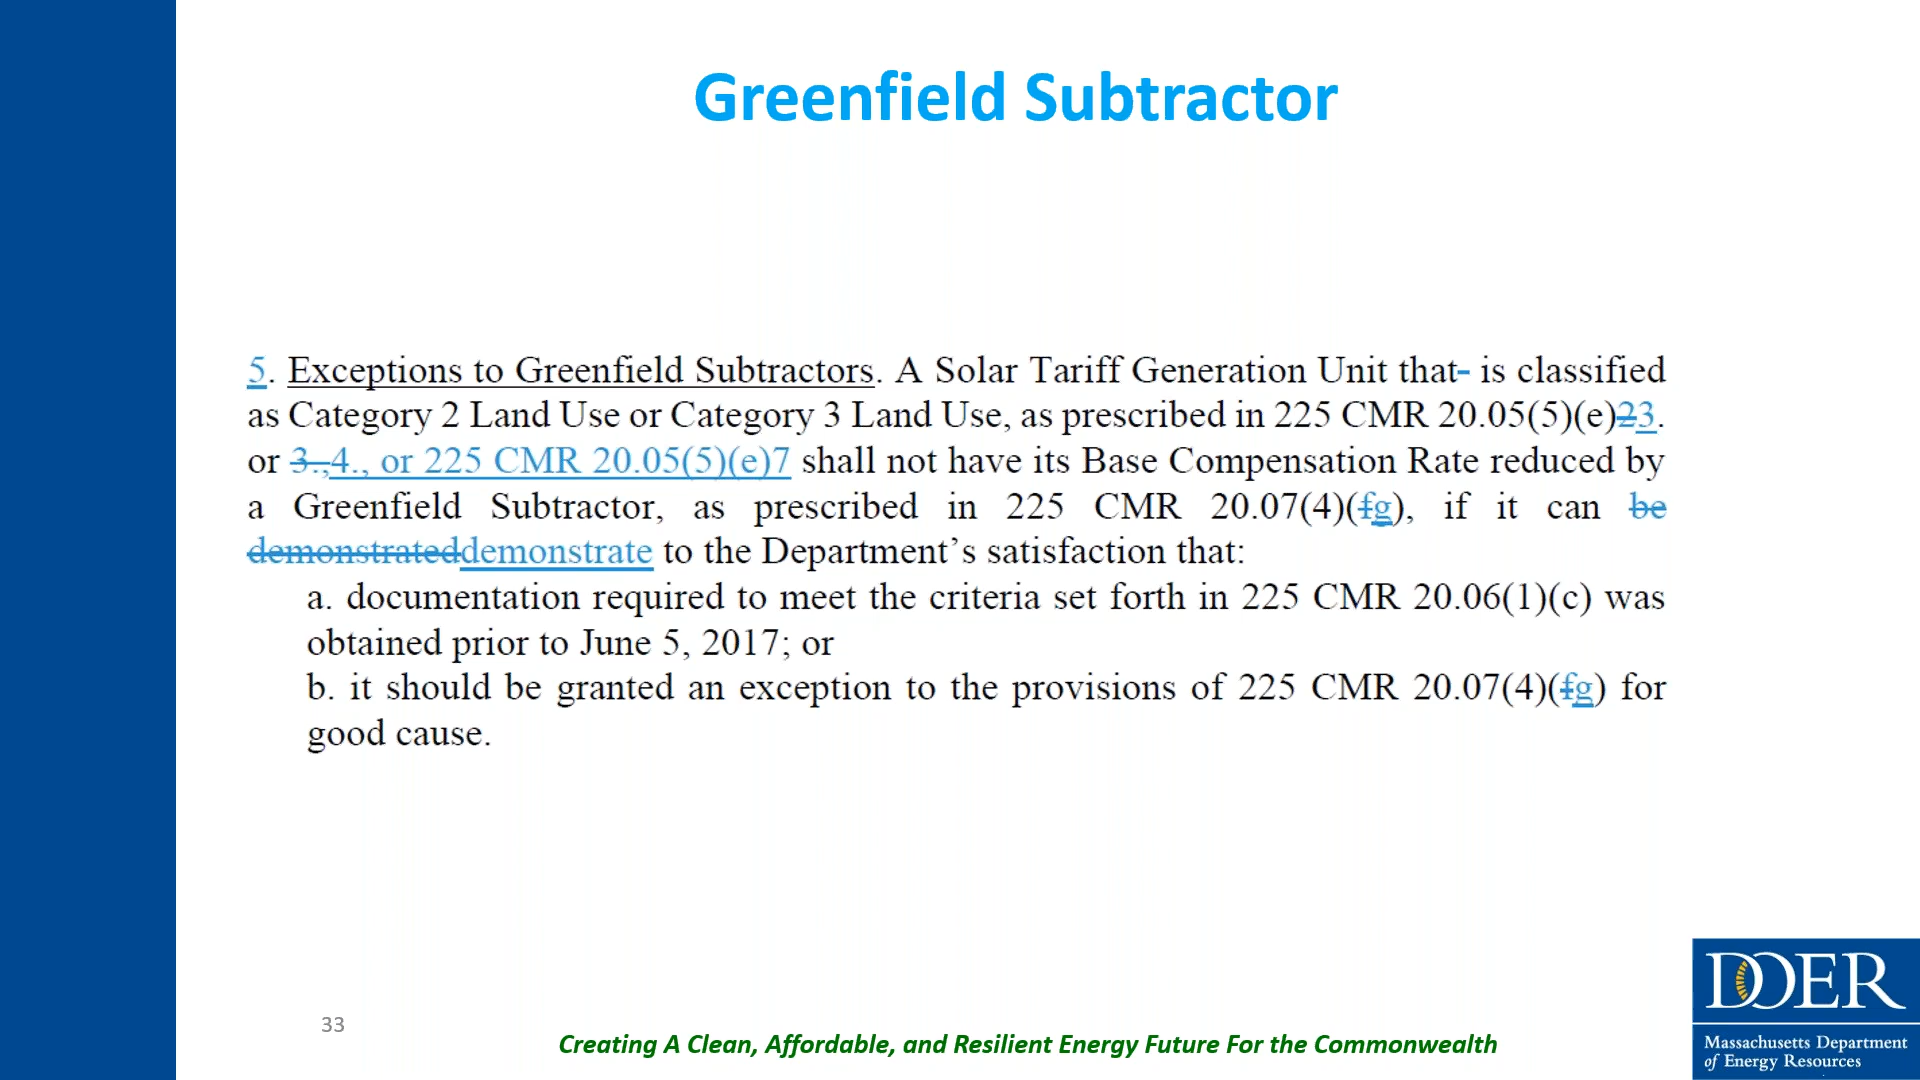 Greenfield Subtractor
5. Exceptions to Greenfield Subtractors. A Solar Tariff Generation Unit that- is classified
as Category 2 Land Use or Category 3 Land Use, as prescribed in 225 CMR 20.05(5)(e)23.
or 3.,4., or 225 CMR 20.05(5)(e)7 shall not have its Base Compensation Rate reduced by
a Greenfield Subtractor, as prescribed in 225 CMR 20.07(4)(fg), if it can be
demonstrateddemonstrate to the Department’s satisfaction that:
a. documentation required to meet the criteria set forth in 225 CMR 20.06(1)(c) was
obtained prior to June 5, 2017; or
b. it should be granted an exception to the provisions of 225 CMR 20.07(4)(fg) for
good cause.
33
Creating A Clean, Affordable, and Resilient Energy Future For the Commonwealth
DOER
Massachusetts Department
of Energy Resources